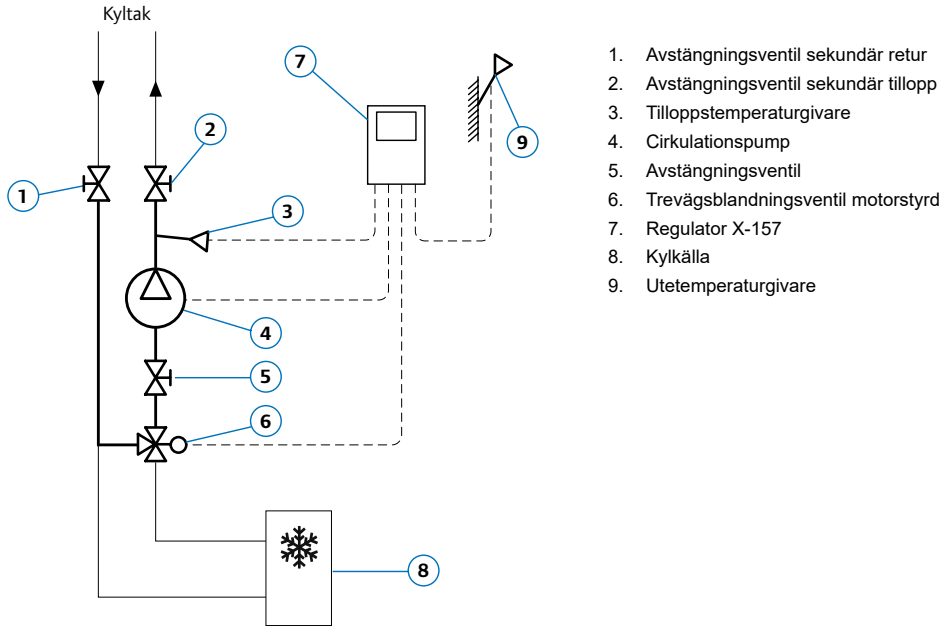 Kyltak
1
2
3
4
5
6
7
8
9
1. Avstängningsventil sekundär retur
2. Avstängningsventil sekundär tillopp
3. Tilloppstemperaturgivare
4. Cirkulationspump
5. Avstängningsventil
6. Trevägsblandningsventil motorstyrd
7. Regulator X-157
8. Kylkälla
9. Utetemperaturgivare